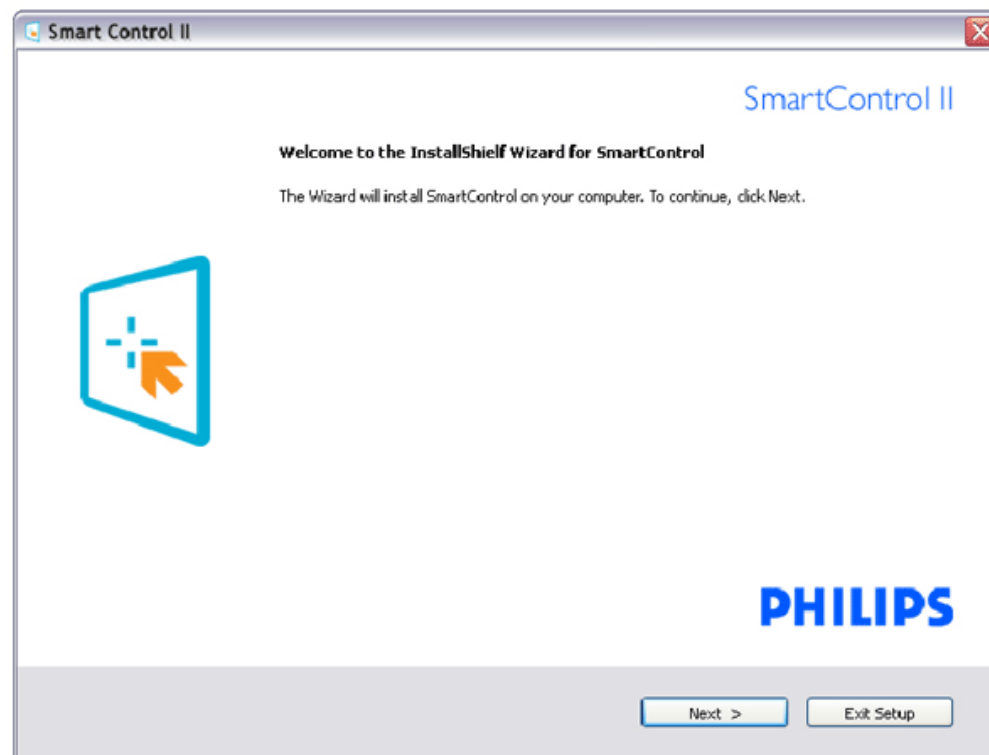 Smart Control II
SmartControl II
Welcome to the InstallShielf Wizard for SmartControl
The Wizard will install SmartControl on your computer. To continue, click Next.
PHILIPS
Next >
Exit Setup